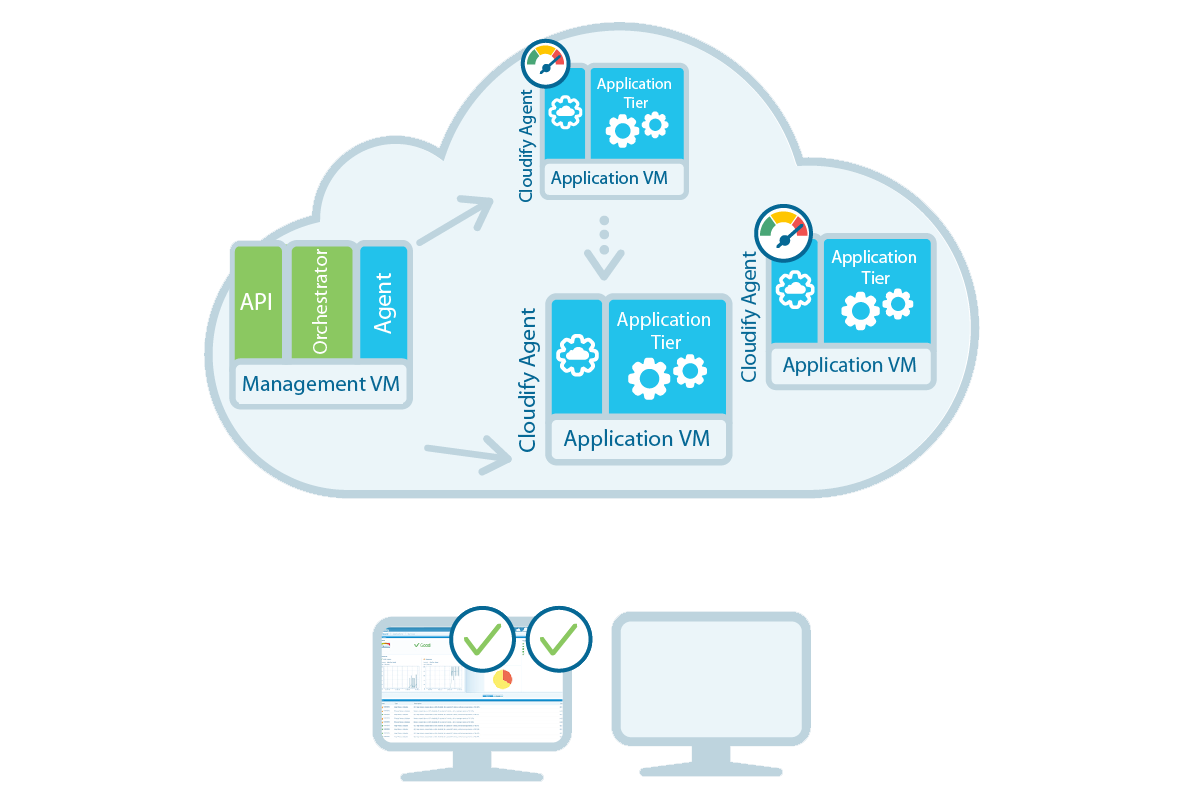 Cloudify Agent
Application
Tier
Application VM
API
Orchestrator
Agent
Management VM
Cloudify Agent
Application
Tier
Application VM
Cloudify Agent
Application
Tier
Application VM
Good